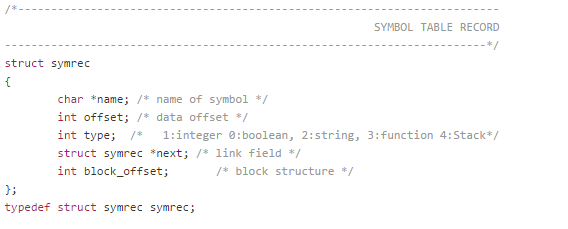 /*-------------------------------------------------------------------------
SYMBOL TABLE RECORD
-------------------------------------------------------------------------*/
struct symrec
{
char *name; /* name of symbol */
int offset; /* data offset */
int type;  /*   1:integer 0:boolean, 2:string, 3:function 4:Stack*/
struct symrec *next; /* link field */
int block_offset;       /* block structure */
};
typedef struct symrec symrec;